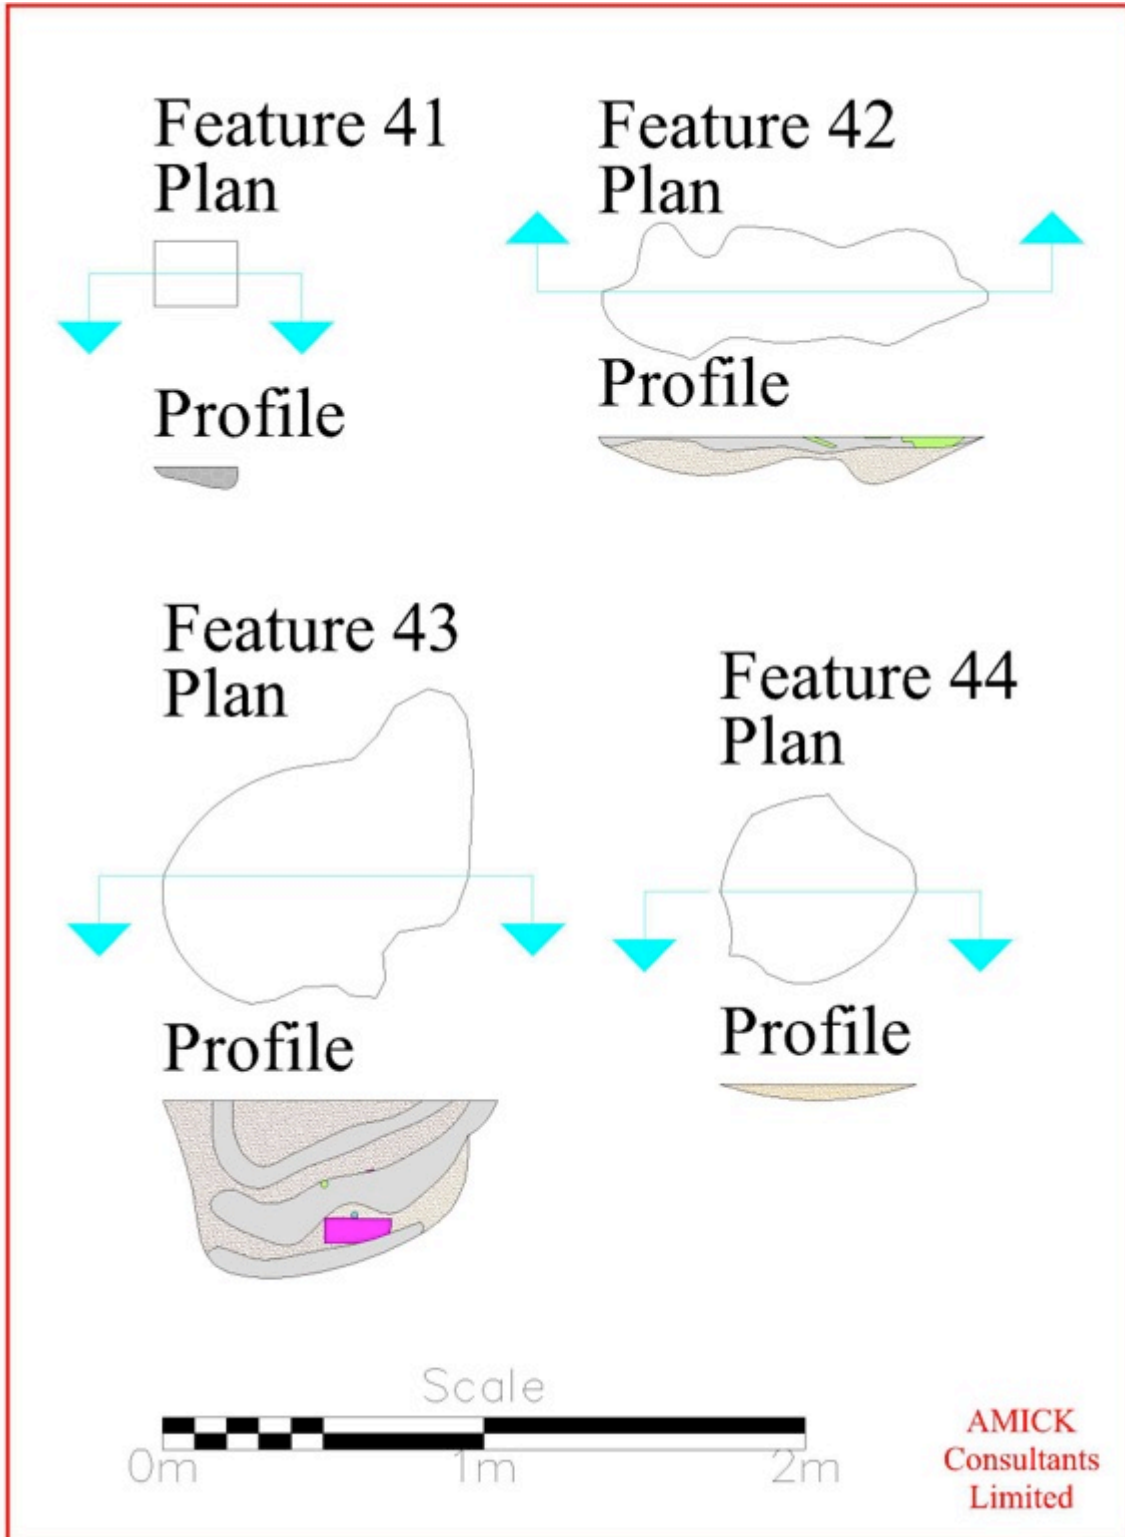 Feature 41
Plan
Profile
Feature 42
Plan
Profile
Feature 43
Plan
Profile
Feature 44
Plan
Profile
Scale
0m 1m 2m
AMICK
Consultants
Limited